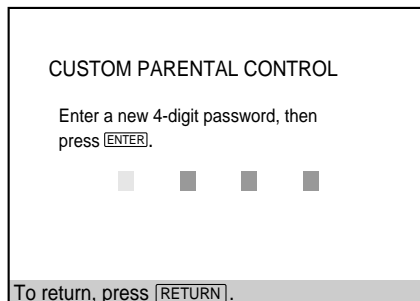 CUSTOM PARENTAL CONTROL
Enter a new 4-digit password, then
press ENTER.
To return, press RETURN.